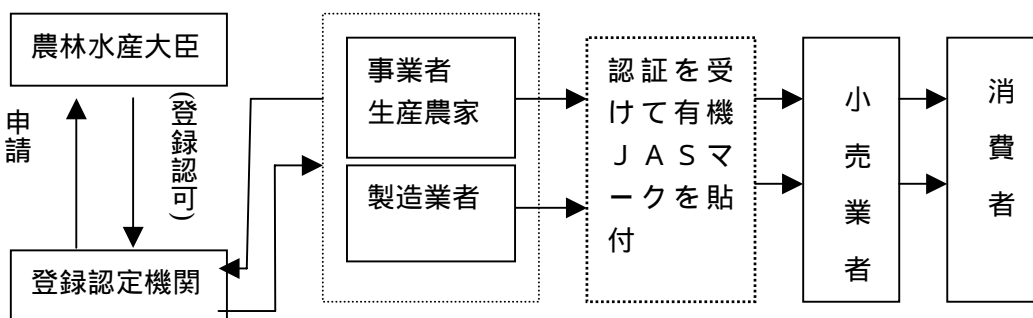 農林水産大臣
申請
(登録認可)
登録認定機関
事業者
生産農家
製造業者
認証を受
けて有機
ＪＡＳマ
ークを貼
付
小売業者
消費者